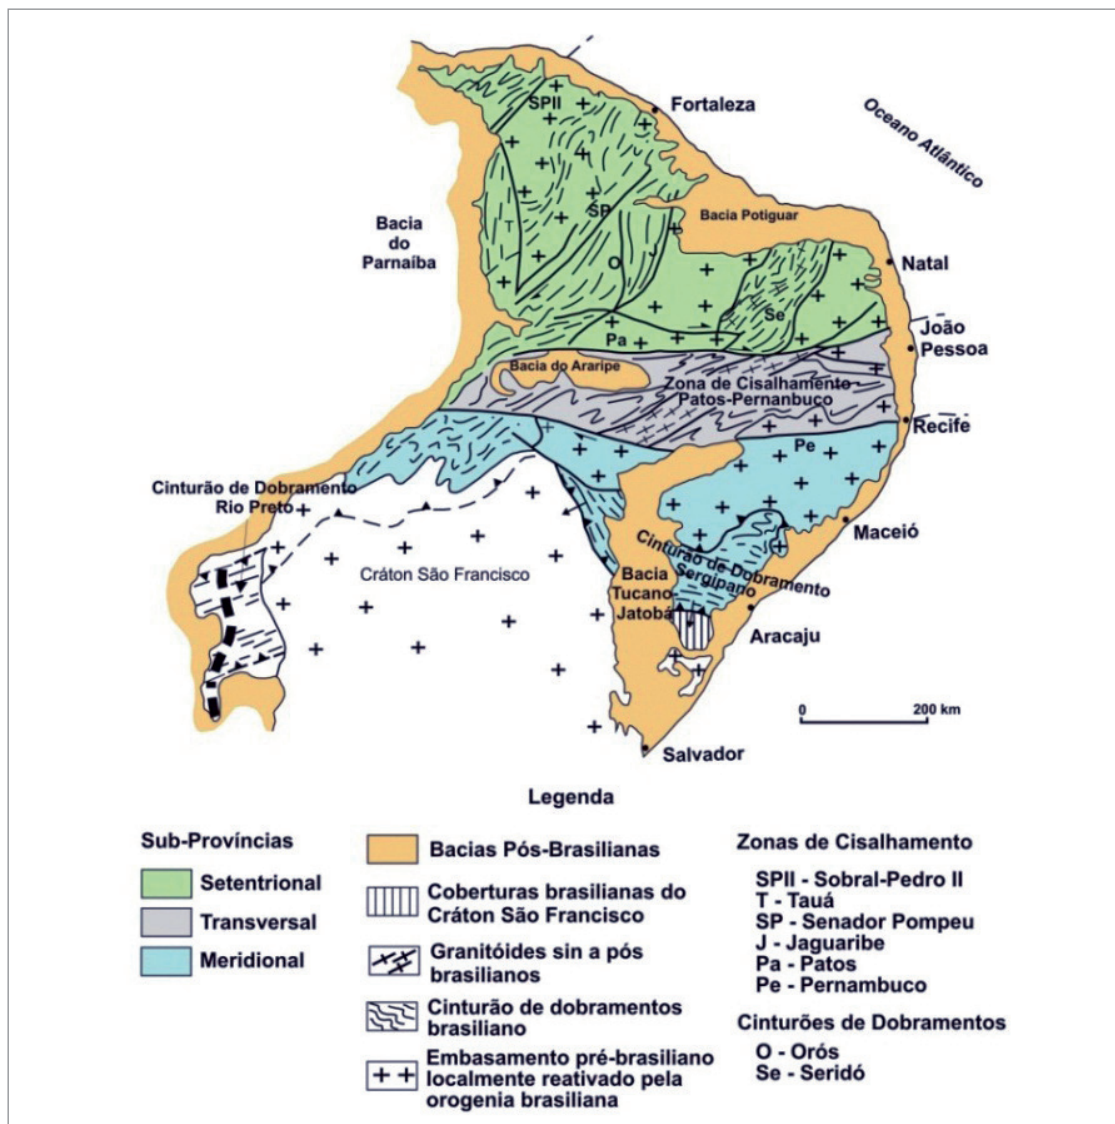 SPII
Fortaleza
Oceano Atlântico
SP
Bacia Potiguar
T
Bacia
do
Parnaíba
O
J
Natal
Se
João
Pessoa
Pa
Bacia do Araripe
Zona de Cisalhamento
Patos-Pernanbuco
Recife
Pe
Cinturão de Dobramento
Rio Preto
Maceió
Cinturão de Dobramento
Sergipano
Cráton São Francisco
Bacia
Tucano
Jatobá
Aracaju
0
200 km
Salvador
Legenda
Sub-Províncias
Setentrional
Transversal
Meridional
Bacias Pós-Brasilianas
Coberturas brasilianas do
Cráton São Francisco
Granitóides sin a pós
brasilianos
Cinturão de dobramentos
brasiliano
Embasamento pré-brasiliano
localmente reativado pela
orogenia brasiliana
Zonas de Cisalhamento
SPII - Sobral-Pedro II
T - Tauá
SP - Senador Pompeu
J - Jaguaribe
Pa - Patos
Pe - Pernambuco
Cinturões de Dobramentos
O - Orós
Se - Seridó